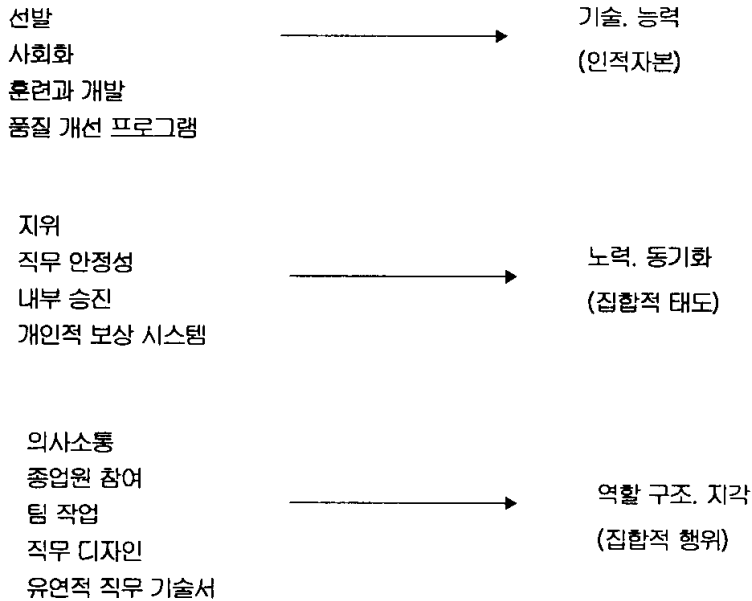 선발
사회화
훈련과 개발
품질 개선 프로그램
기술. 능력
(인적자본)
지위
직무 안정성
내부 승진
개인적 보상 시스템
노력. 동기화
(집합적 태도)
의사소통
종업원 참여
팀 작업
직무 디자인
유연적 직무 기술서
역할 구조. 지각
(집합적 행위)